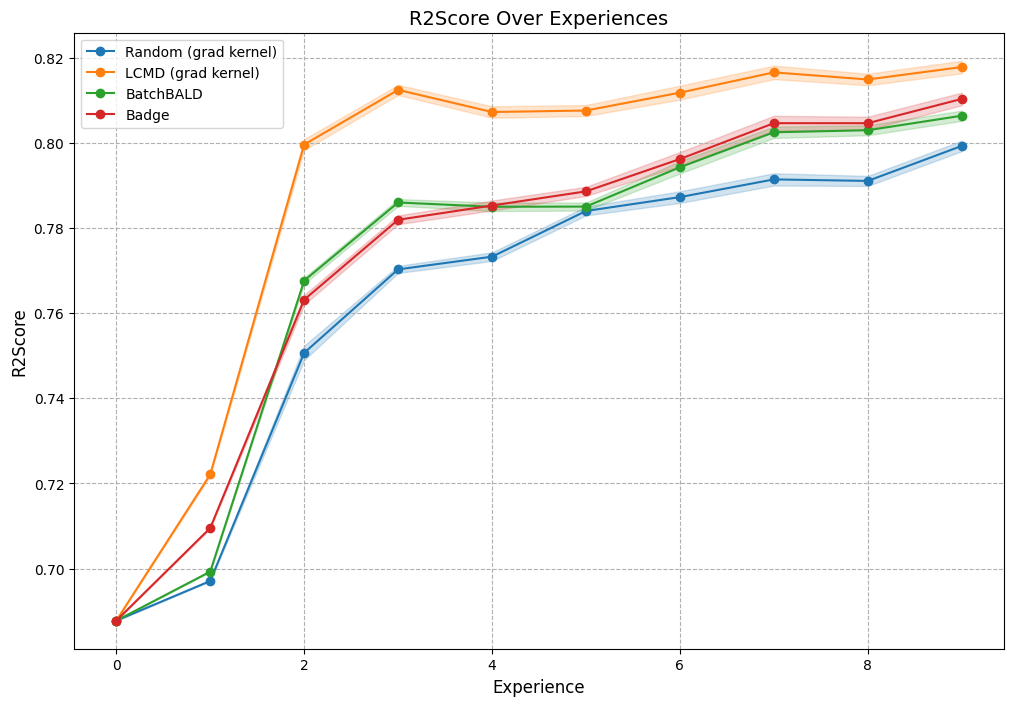 R2Score Over Experiences
Random (grad kernel)
LCMD (grad kernel)
BatchBALD
Badge
R2Score
0.82
0.80
0.78
0.76
0.74
0.72
0.70
0 2 4 6 8
Experience